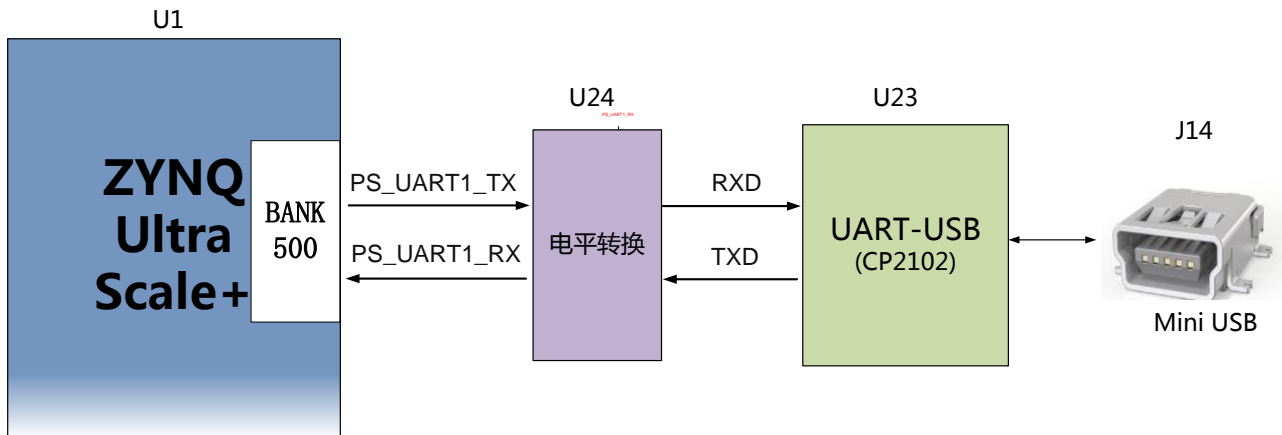 U1
ZYNQ
Ultra
Scale+
BANK
500
PS_UART1_TX
PS_UART1_RX
U24
PS_UART1_RX
电平转换
RXD
TXD
U23
UART-USB
(CP2102)
J14
Mini USB